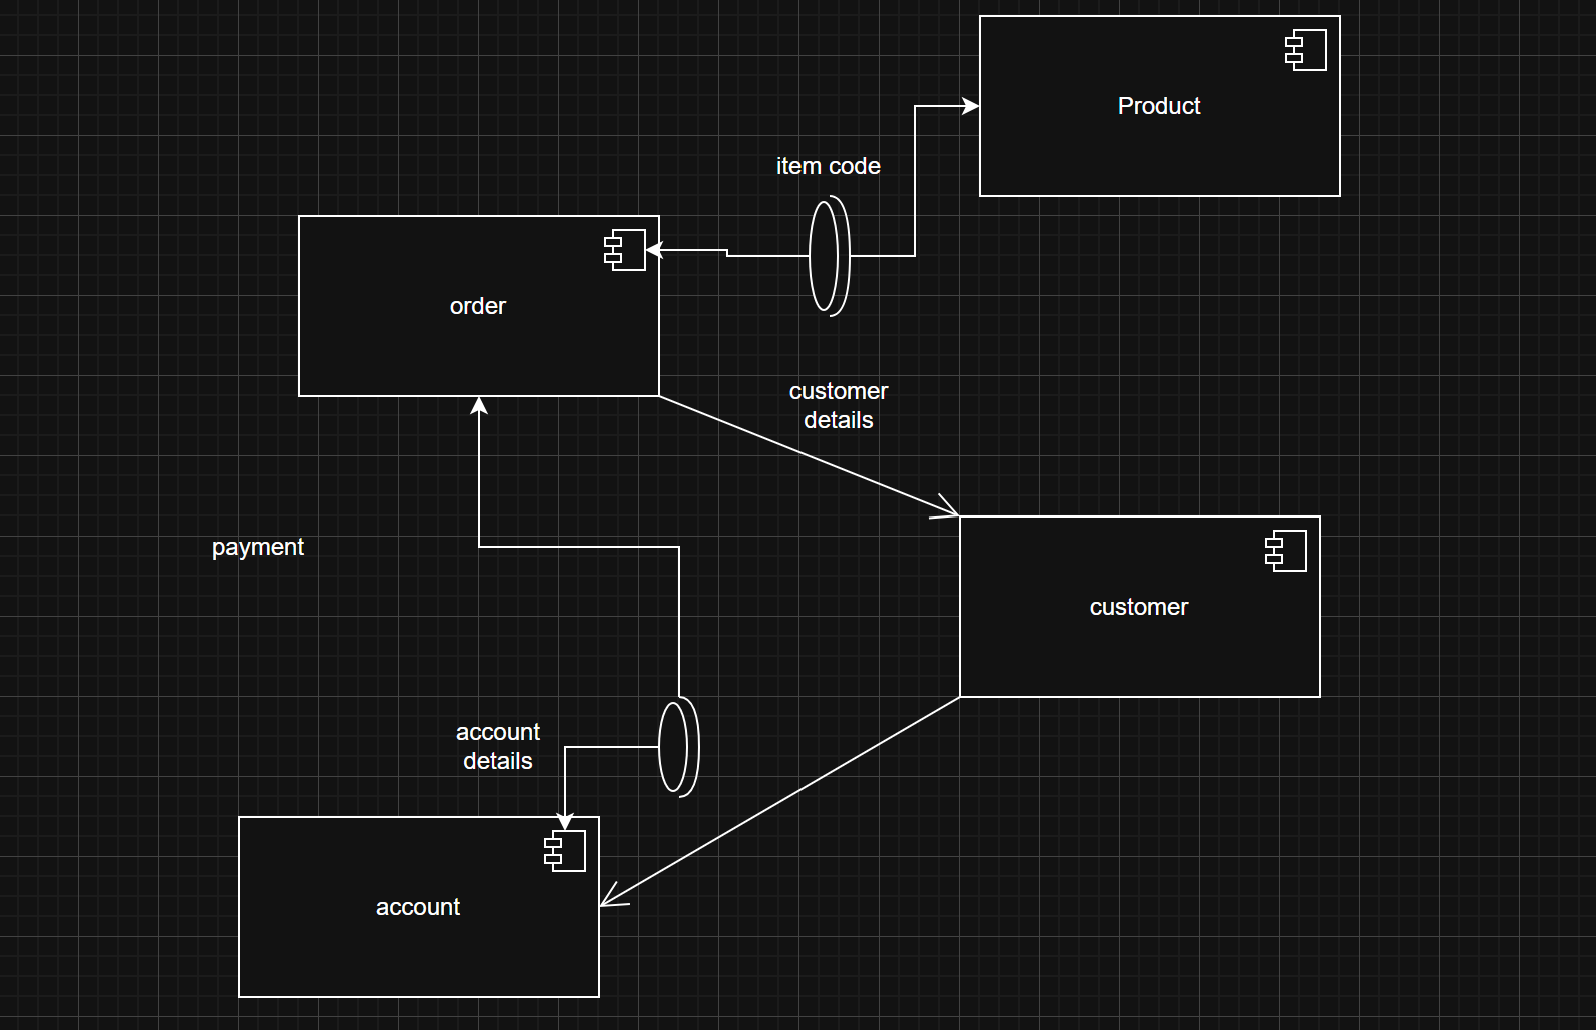 Product
item code
order
customer
details
payment
customer
account
details
account